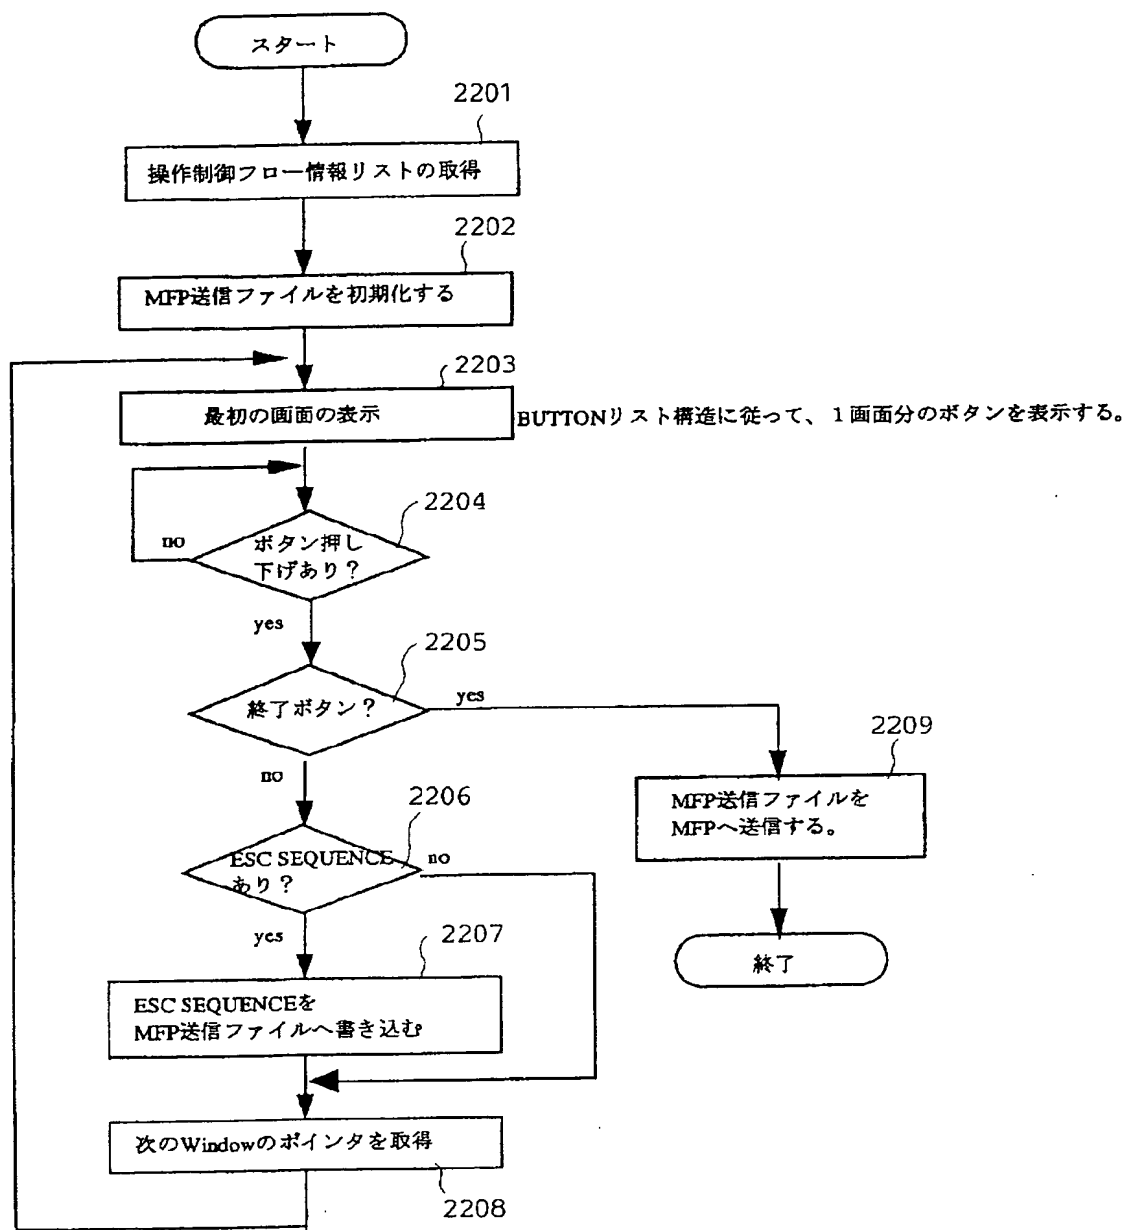 スタート
2201
操作制御フロー情報リストの取得
2202
MFP送信ファイルを初期化する
2203
最初の画面の表示
BUTTONリスト構造に従って、1画面分のボタンを表示する。
2204
no
ボタン押し
下げあり？
yes
2205
終了ボタン？
yes
2209
no
MFP送信ファイルを
MFPへ送信する。
2206
ESC SEQUENCE
あり？
no
yes
2207
終了
ESC SEQUENCEを
MFP送信ファイルへ書き込む
次のWindowのポインタを取得
2208